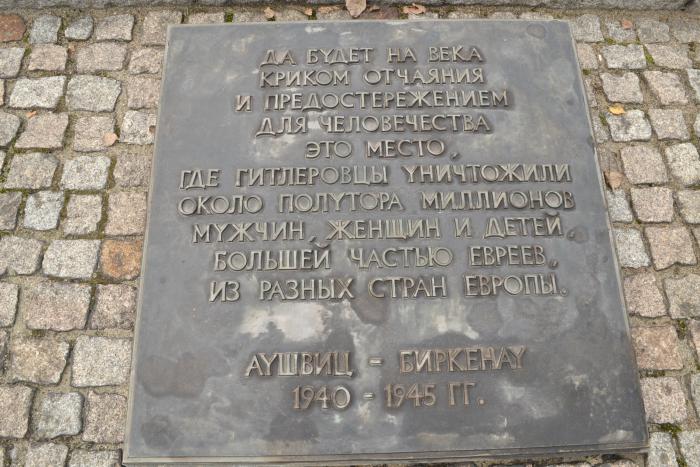 ДА БУДЕТ НА ВЕКА
КРИКОМ ОТЧАЯНИЯ
И ПРЕДОСТЕРЕЖЕНИЕМ
ДЛЯ ЧЕЛОВЕЧЕСТВА
ЭТО МЕСТО,
ГДЕ ГИТЛЕРОВЦЫ УНИЧТОЖИЛИ
ОКОЛО ПОЛУТОРА МИЛЛИОНОВ
МУЖЧИН, ЖЕНЩИН И ДЕТЕЙ,
БОЛЬШЕЙ ЧАСТЬЮ ЕВРЕЕВ,
ИЗ РАЗНЫХ СТРАН ЕВРОПЫ.
АУШВИЦ - БИРКЕНАУ
1940 - 1945 ГГ.